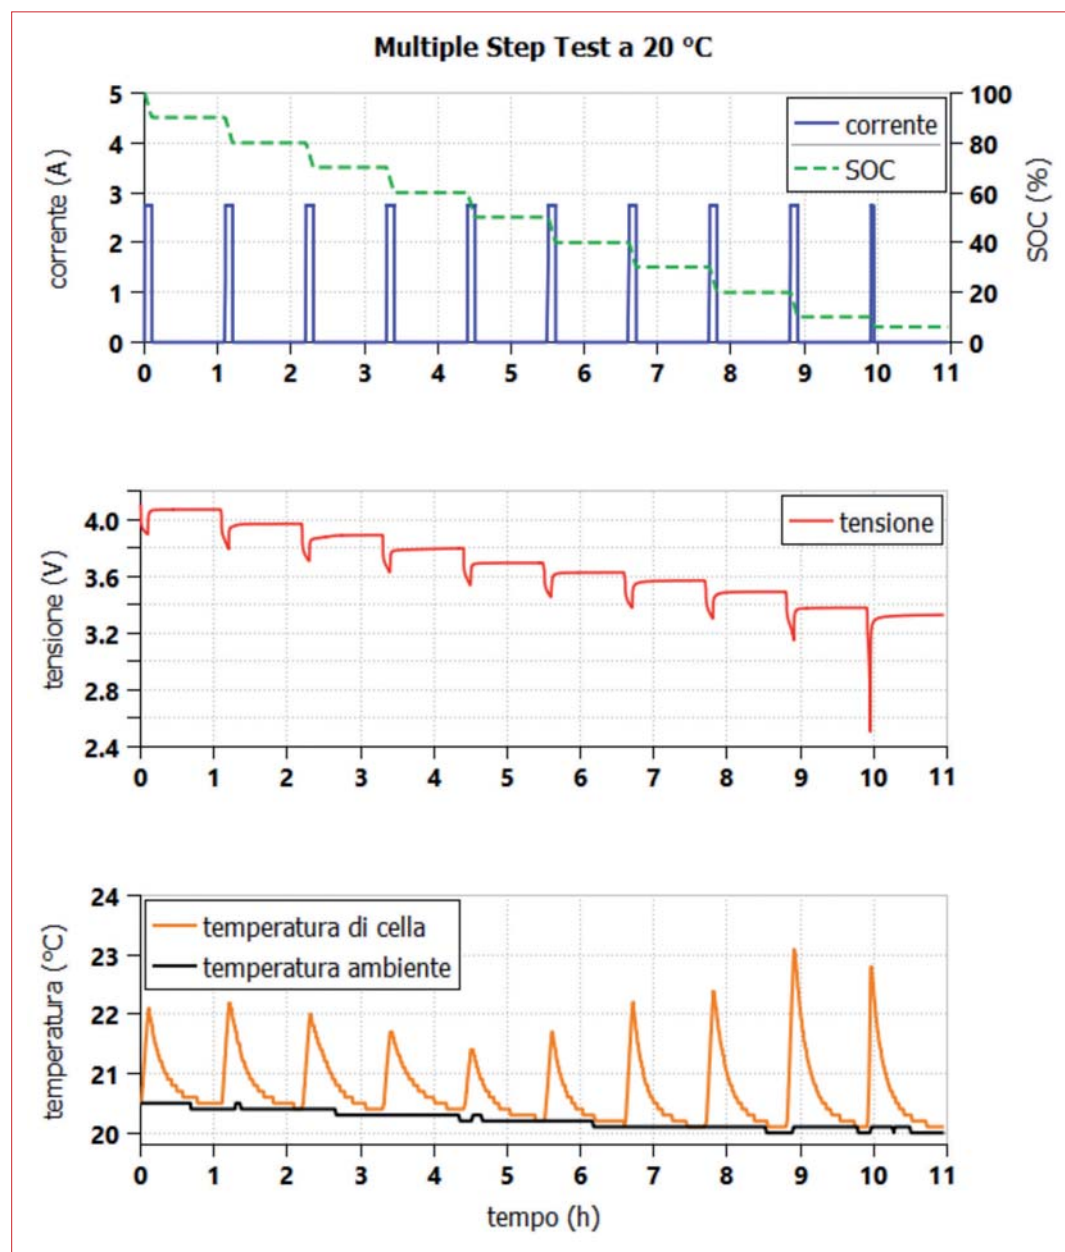 Multiple Step Test a 20 °C
5
4
3
2
1
0
corrente (A)
100
80
60
40
20
0
SOC (%)
corrente
SOC
0 1 2 3 4 5 6 7 8 9 10 11
4.0
3.6
3.2
2.8
2.4
tensione (V)
tensione
0 1 2 3 4 5 6 7 8 9 10 11
24
23
22
21
20
temperatura (°C)
temperatura di cella
temperatura ambiente
0 1 2 3 4 5 6 7 8 9 10 11
tempo (h)